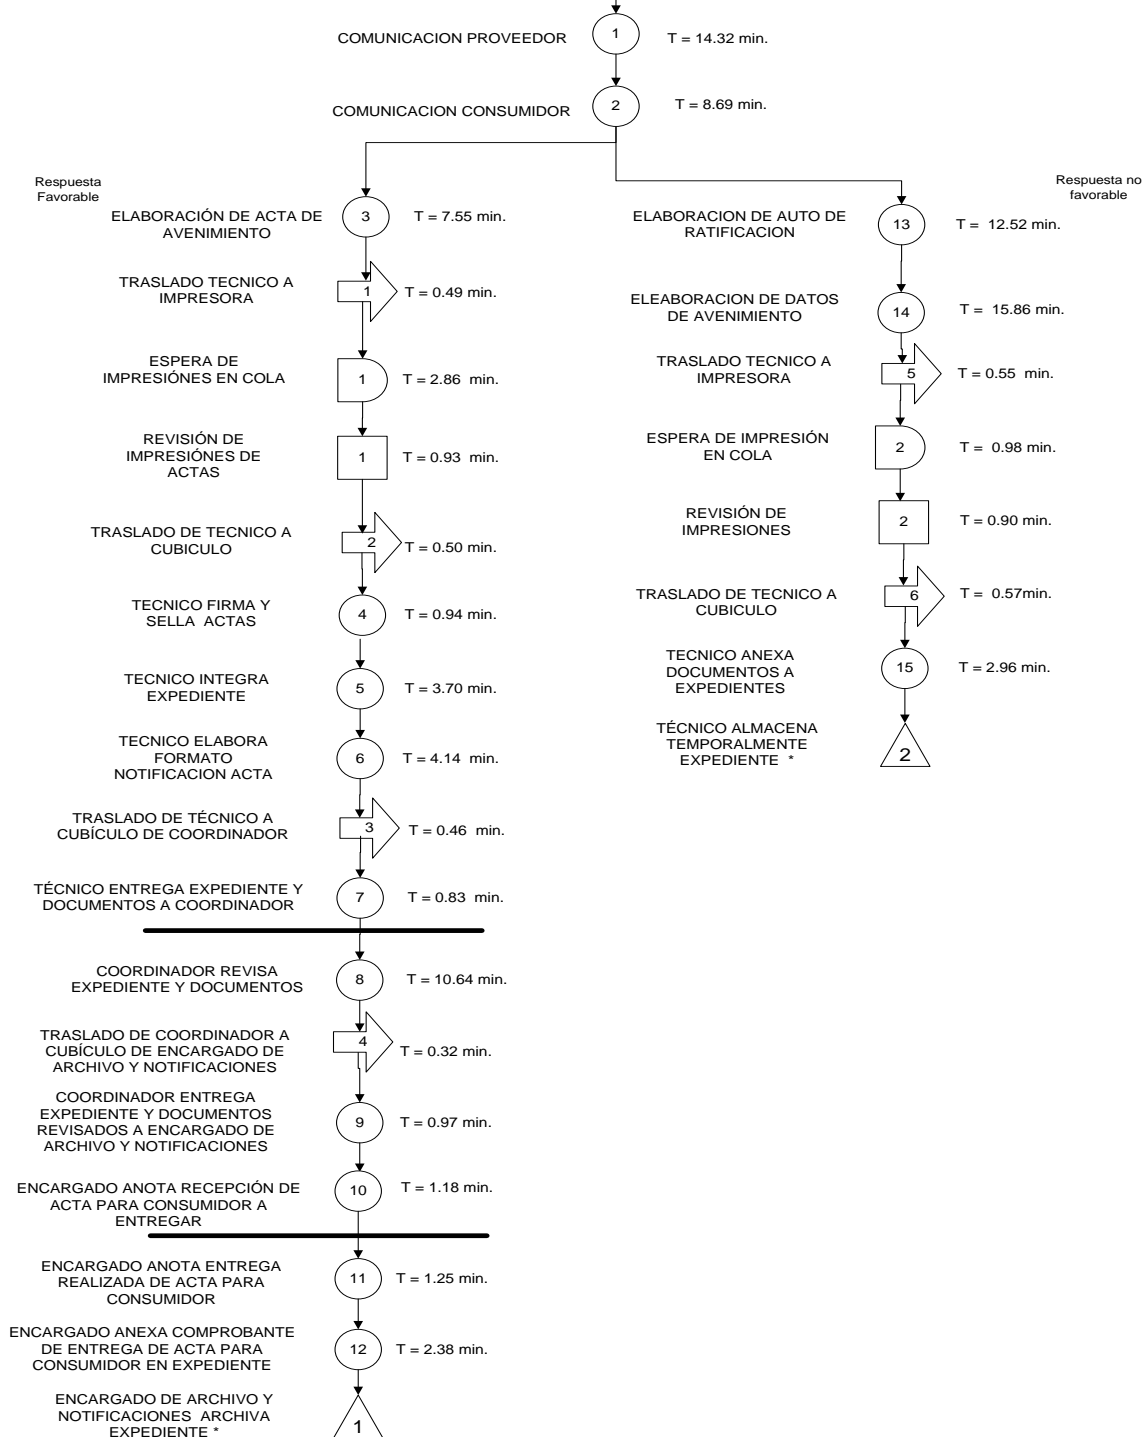 COMUNICACION PROVEEDOR
1
T = 14.32 min.
COMUNICACION CONSUMIDOR
2
T = 8.69 min.
Respuesta
Favorable
ELABORACIÓN DE ACTA DE
AVENIMIENTO
3
T = 7.55 min.
TRASLADO TECNICO A
IMPRESORA
1
T = 0.49 min.
ESPERA DE
IMPRESIÓNES EN COLA
1
T = 2.86 min.
REVISIÓN DE
IMPRESIÓNES DE
ACTAS
1
T = 0.93 min.
TRASLADO DE TECNICO A
CUBICULO
2
T = 0.50 min.
TECNICO FIRMA Y
SELLA ACTAS
4
T = 0.94 min.
TECNICO INTEGRA
EXPEDIENTE
5
T = 3.70 min.
TECNICO ELABORA
FORMATO
NOTIFICACION ACTA
6
T = 4.14 min.
TRASLADO DE TÉCNICO A
CUBÍCULO DE COORDINADOR
3
T = 0.46 min.
TÉCNICO ENTREGA EXPEDIENTE Y
DOCUMENTOS A COORDINADOR
7
T = 0.83 min.
COORDINADOR REVISA
EXPEDIENTE Y DOCUMENTOS
8
T = 10.64 min.
TRASLADO DE COORDINADOR A
CUBÍCULO DE ENCARGADO DE
ARCHIVO Y NOTIFICACIONES
4
T = 0.32 min.
COORDINADOR ENTREGA
EXPEDIENTE Y DOCUMENTOS
REVISADOS A ENCARGADO DE
ARCHIVO Y NOTIFICACIONES
9
T = 0.97 min.
ENCARGADO ANOTA RECEPCIÓN DE
ACTA PARA CONSUMIDOR A
ENTREGAR
10
T = 1.18 min.
ENCARGADO ANOTA ENTREGA
REALIZADA DE ACTA PARA
CONSUMIDOR
11
T = 1.25 min.
ENCARGADO ANEXA COMPROBANTE
DE ENTREGA DE ACTA PARA
CONSUMIDOR EN EXPEDIENTE
12
T = 2.38 min.
ENCARGADO DE ARCHIVO Y
NOTIFICACIONES ARCHIVA
EXPEDIENTE *
1
Respuesta no
favorable
ELABORACION DE AUTO DE
RATIFICACION
13
T = 12.52 min.
ELEABORACION DE DATOS
DE AVENIMIENTO
14
T = 15.86 min.
TRASLADO TECNICO A
IMPRESORA
5
T = 0.55 min.
ESPERA DE IMPRESIÓN
EN COLA
2
T = 0.98 min.
REVISIÓN DE
IMPRESIONES
2
T = 0.90 min.
TRASLADO DE TECNICO A
CUBICULO
6
T = 0.57min.
TECNICO ANEXA
DOCUMENTOS A
EXPEDIENTES
15
T = 2.96 min.
TÉCNICO ALMACENA
TEMPORALMENTE
EXPEDIENTE *
2